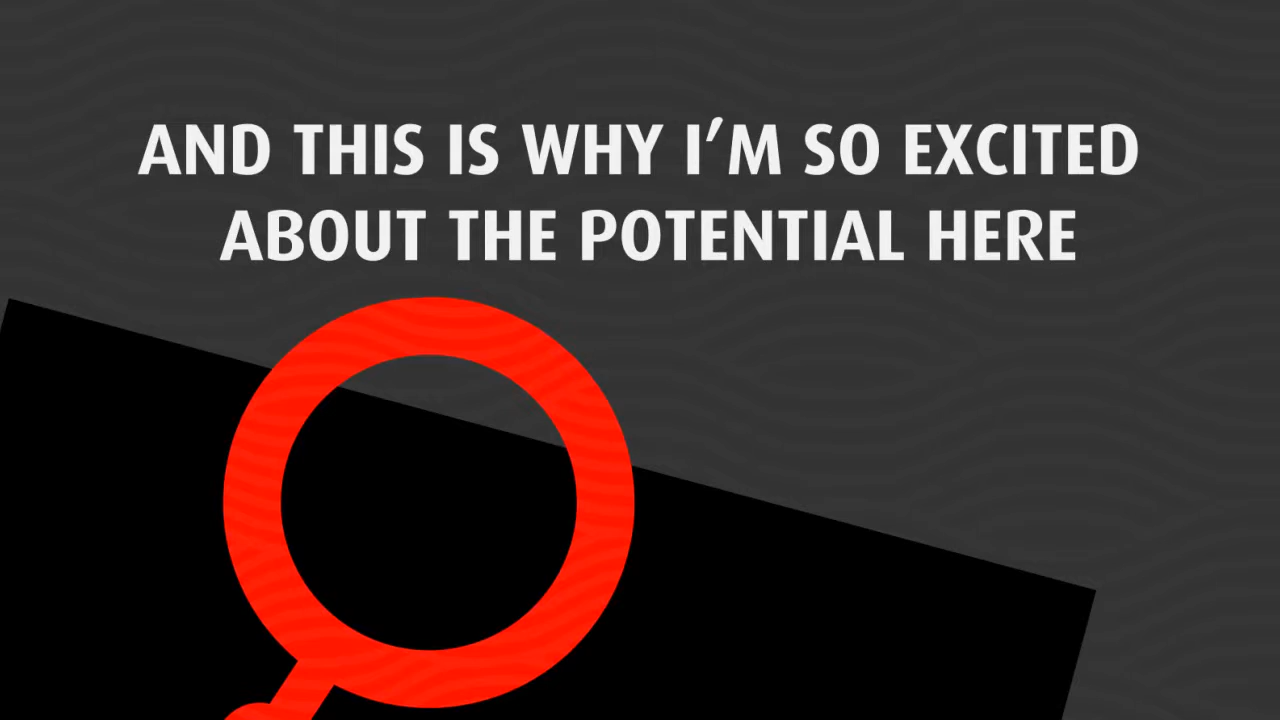 AND THIS IS WHY I’M SO EXCITED
ABOUT THE POTENTIAL HERE